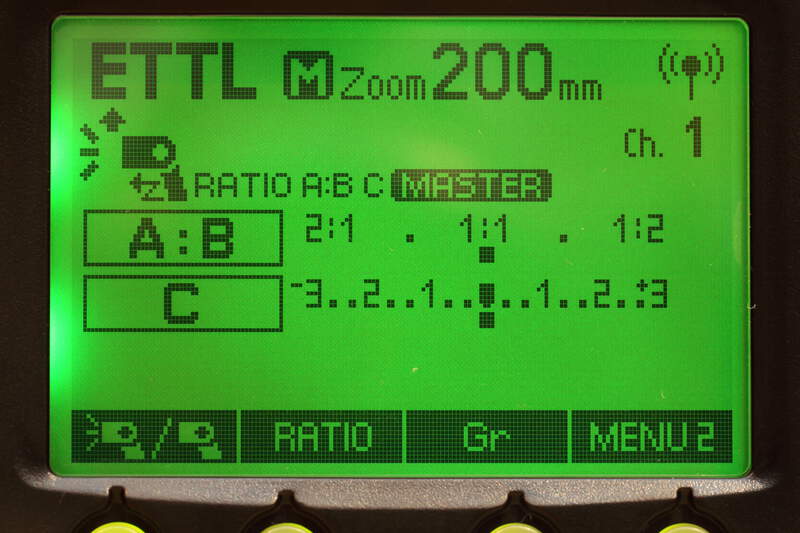 ETTL M Zoom 200mm
Ch. 1
RATIO A:B C MASTER
A:B 2:1 . 1:1 . 1:2
C -3..2..1..0..1..2..+3
/ RATIO Gr MENU 2